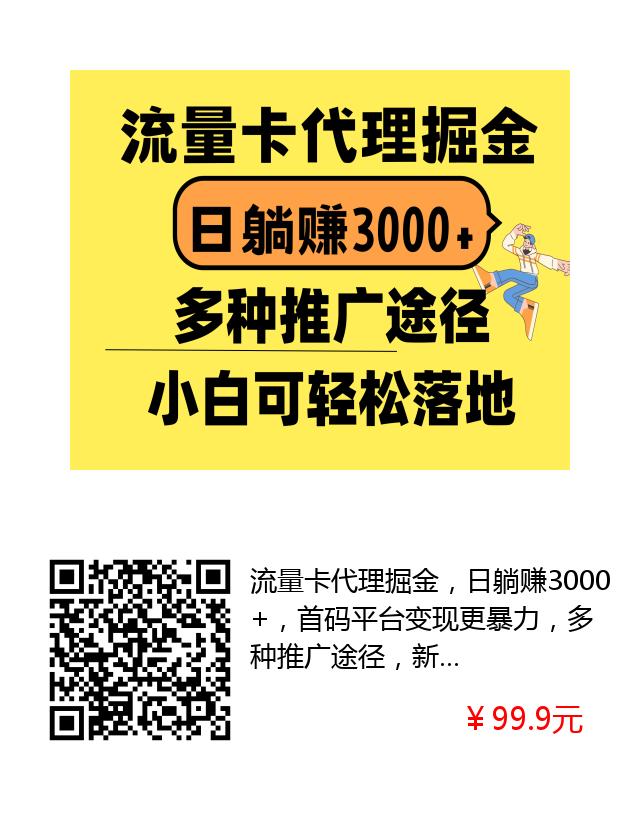 流量卡代理掘金
日躺赚3000+
多种推广途径
小白可轻松落地
流量卡代理掘金，日躺赚3000
+，首码平台变现更暴力，多
种推广途径，新...
￥99.9元